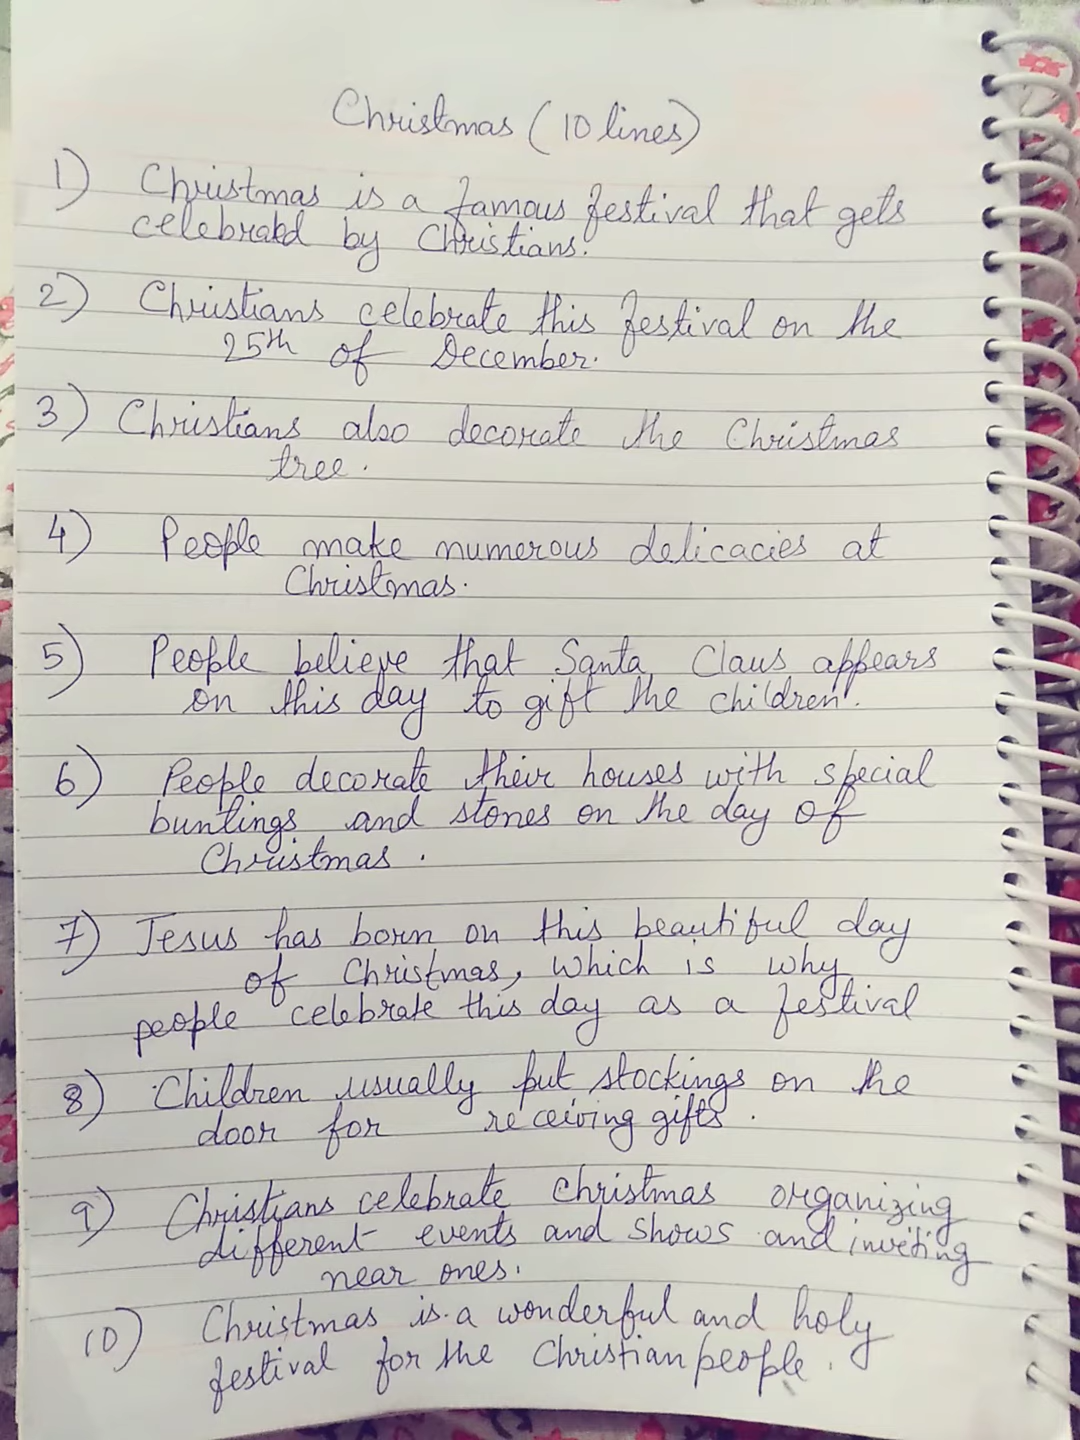 Christmas (10 lines)
1) Christmas is a famous festival that gets
celebrated by Christians.
2) Christians celebrate this festival on the
25th of December.
3) Christians also decorate the Christmas
tree.
4) People make numerous delicacies at
Christmas.
5) People believe that Santa Claus appears
on this day to gift the children.
6) People decorate their houses with special
buntings and stones on the day of
Christmas.
7) Jesus has born on this beautiful day
of Christmas, which is why
people celebrate this day as a festival
8) Children usually put stockings on the
door for receiving gifts.
9) Christians celebrate Christmas organizing
different events and shows and inveting
near ones.
10) Christmas is a wonderful and holy
festival for the Christian people.